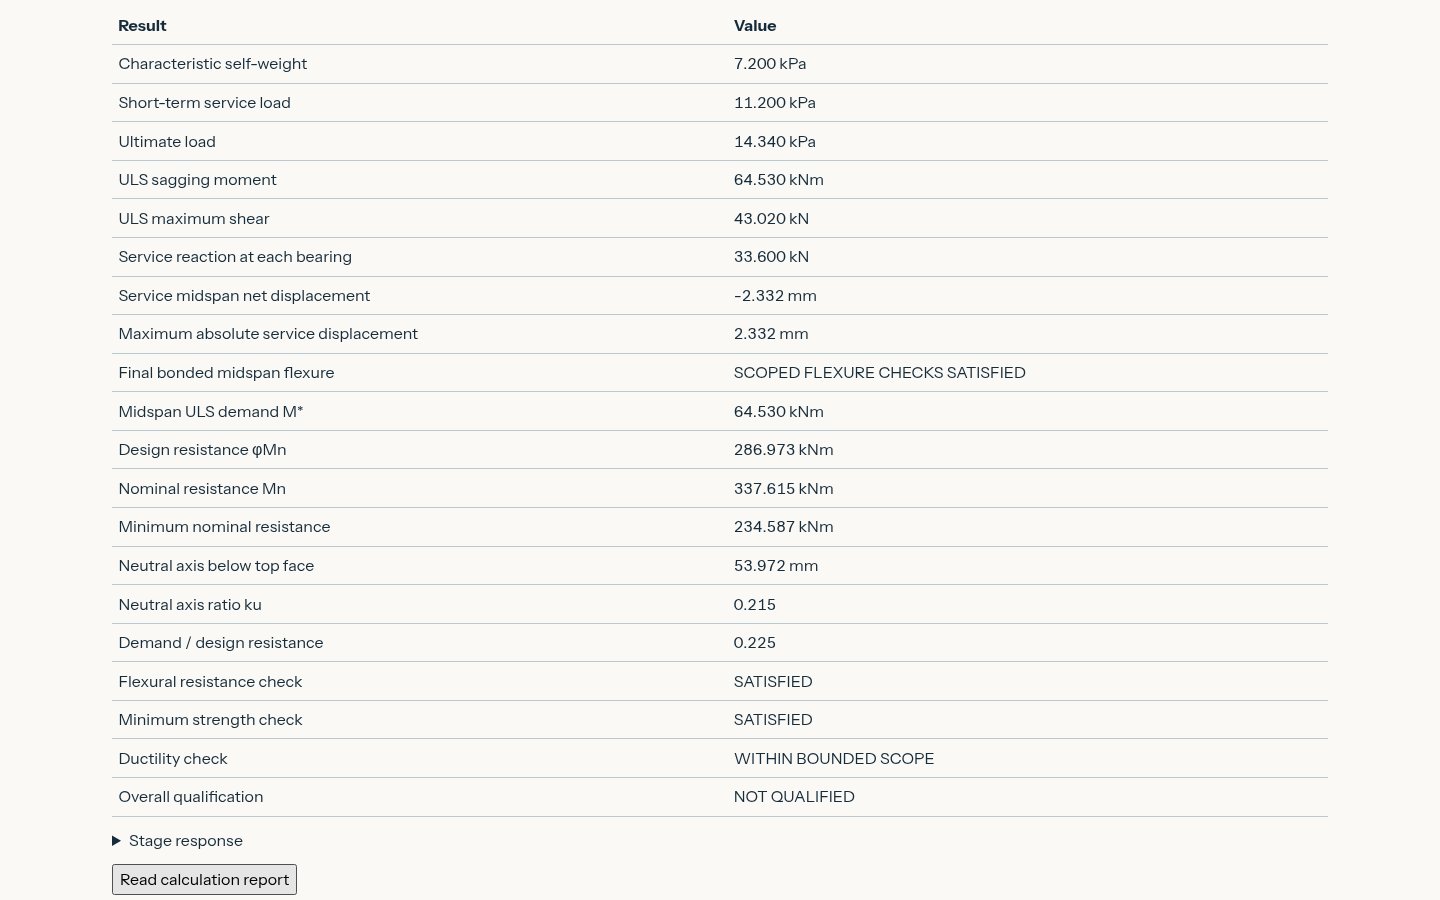 Result Value
Characteristic self-weight 7.200 kPa
Short-term service load 11.200 kPa
Ultimate load 14.340 kPa
ULS sagging moment 64.530 kNm
ULS maximum shear 43.020 kN
Service reaction at each bearing 33.600 kN
Service midspan net displacement -2.332 mm
Maximum absolute service displacement 2.332 mm
Final bonded midspan flexure SCOPED FLEXURE CHECKS SATISFIED
Midspan ULS demand M* 64.530 kNm
Design resistance φMn 286.973 kNm
Nominal resistance Mn 337.615 kNm
Minimum nominal resistance 234.587 kNm
Neutral axis below top face 53.972 mm
Neutral axis ratio ku 0.215
Demand / design resistance 0.225
Flexural resistance check SATISFIED
Minimum strength check SATISFIED
Ductility check WITHIN BOUNDED SCOPE
Overall qualification NOT QUALIFIED
Stage response
Read calculation report